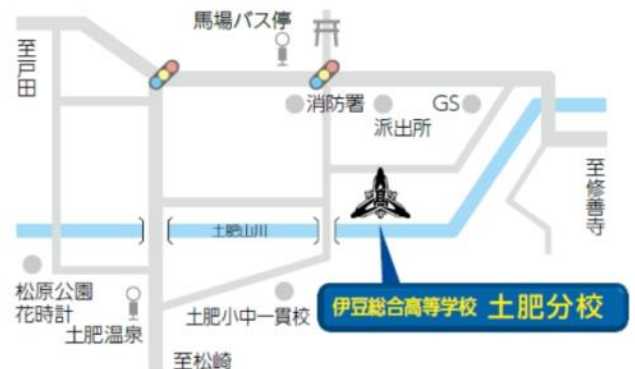 馬場バス停
至戸田
消防署
派出所
GS
至修善寺
土肥山川
松原公園
花時計
土肥温泉
土肥小中一貫校
伊豆総合高等学校 土肥分校
至松崎